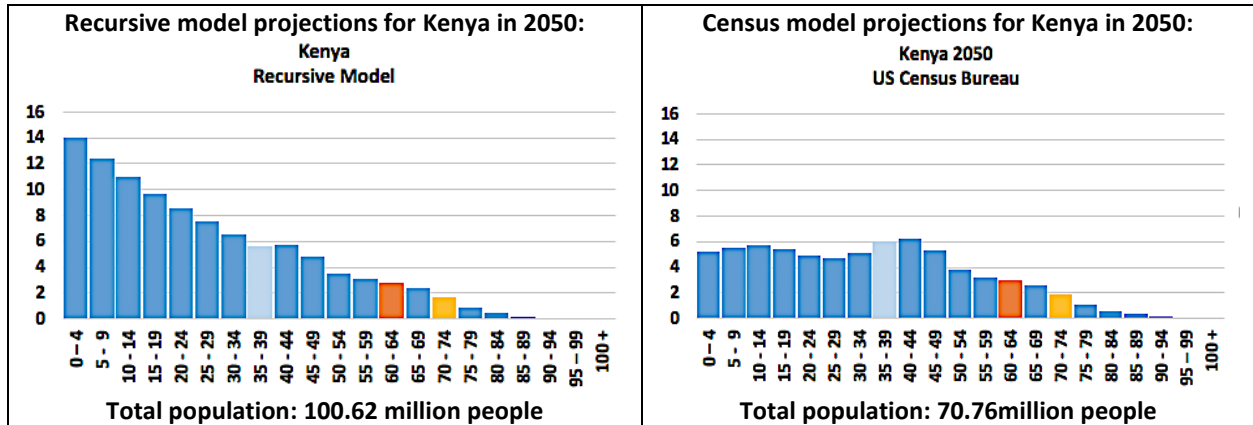 Recursive model projections for Kenya in 2050:
Kenya
Recursive Model
16
14
12
10
8
6
4
2
0
0 – 4
5 - 9
10 - 14
15 - 19
20 - 24
25 - 29
30 - 34
35 - 39
40 - 44
45 - 49
50 - 54
55 - 59
60 - 64
65 - 69
70 - 74
75 - 79
80 - 84
85 - 89
90 - 94
95 – 99
100 +
Total population: 100.62 million people
Census model projections for Kenya in 2050:
Kenya 2050
US Census Bureau
16
14
12
10
8
6
4
2
0
0 – 4
5 - 9
10 - 14
15 - 19
20 - 24
25 - 29
30 - 34
35 - 39
40 - 44
45 - 49
50 - 54
55 - 59
60 - 64
65 - 69
70 - 74
75 - 79
80 - 84
85 - 89
90 - 94
95 – 99
100 +
Total population: 70.76million people